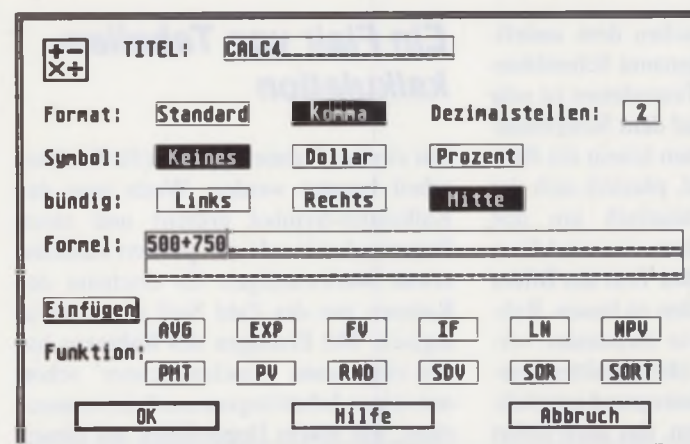 TITEL: CALC4
Format: Standard Komma Dezimalstellen: 2
Symbol: Keines Dollar Prozent
bündig: Links Rechts Mitte
Formel: 500+750
Einfügen
AVG EXP FV IF LN NPV
Funktion:
PMT PV RND SDV SQR SQRT
OK Hilfe Abbruch